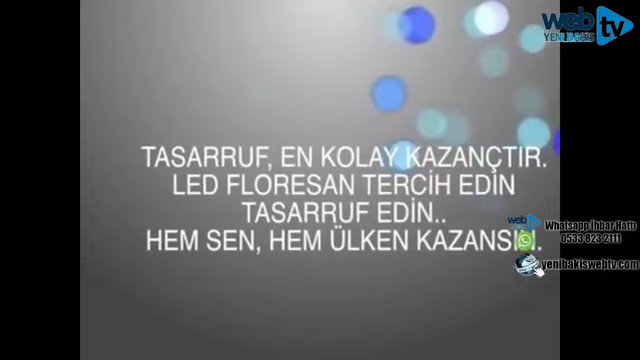 web tv
YENİ BAKIŞ
TASARRUF, EN KOLAY KAZANÇTIR.
LED FLORESAN TERCİH EDİN
TASARRUF EDİN..
HEM SEN, HEM ÜLKEN KAZANSIN.
web
Whatsapp İhbar Hattı
0533 623 2111
yenibakiswebtv.com